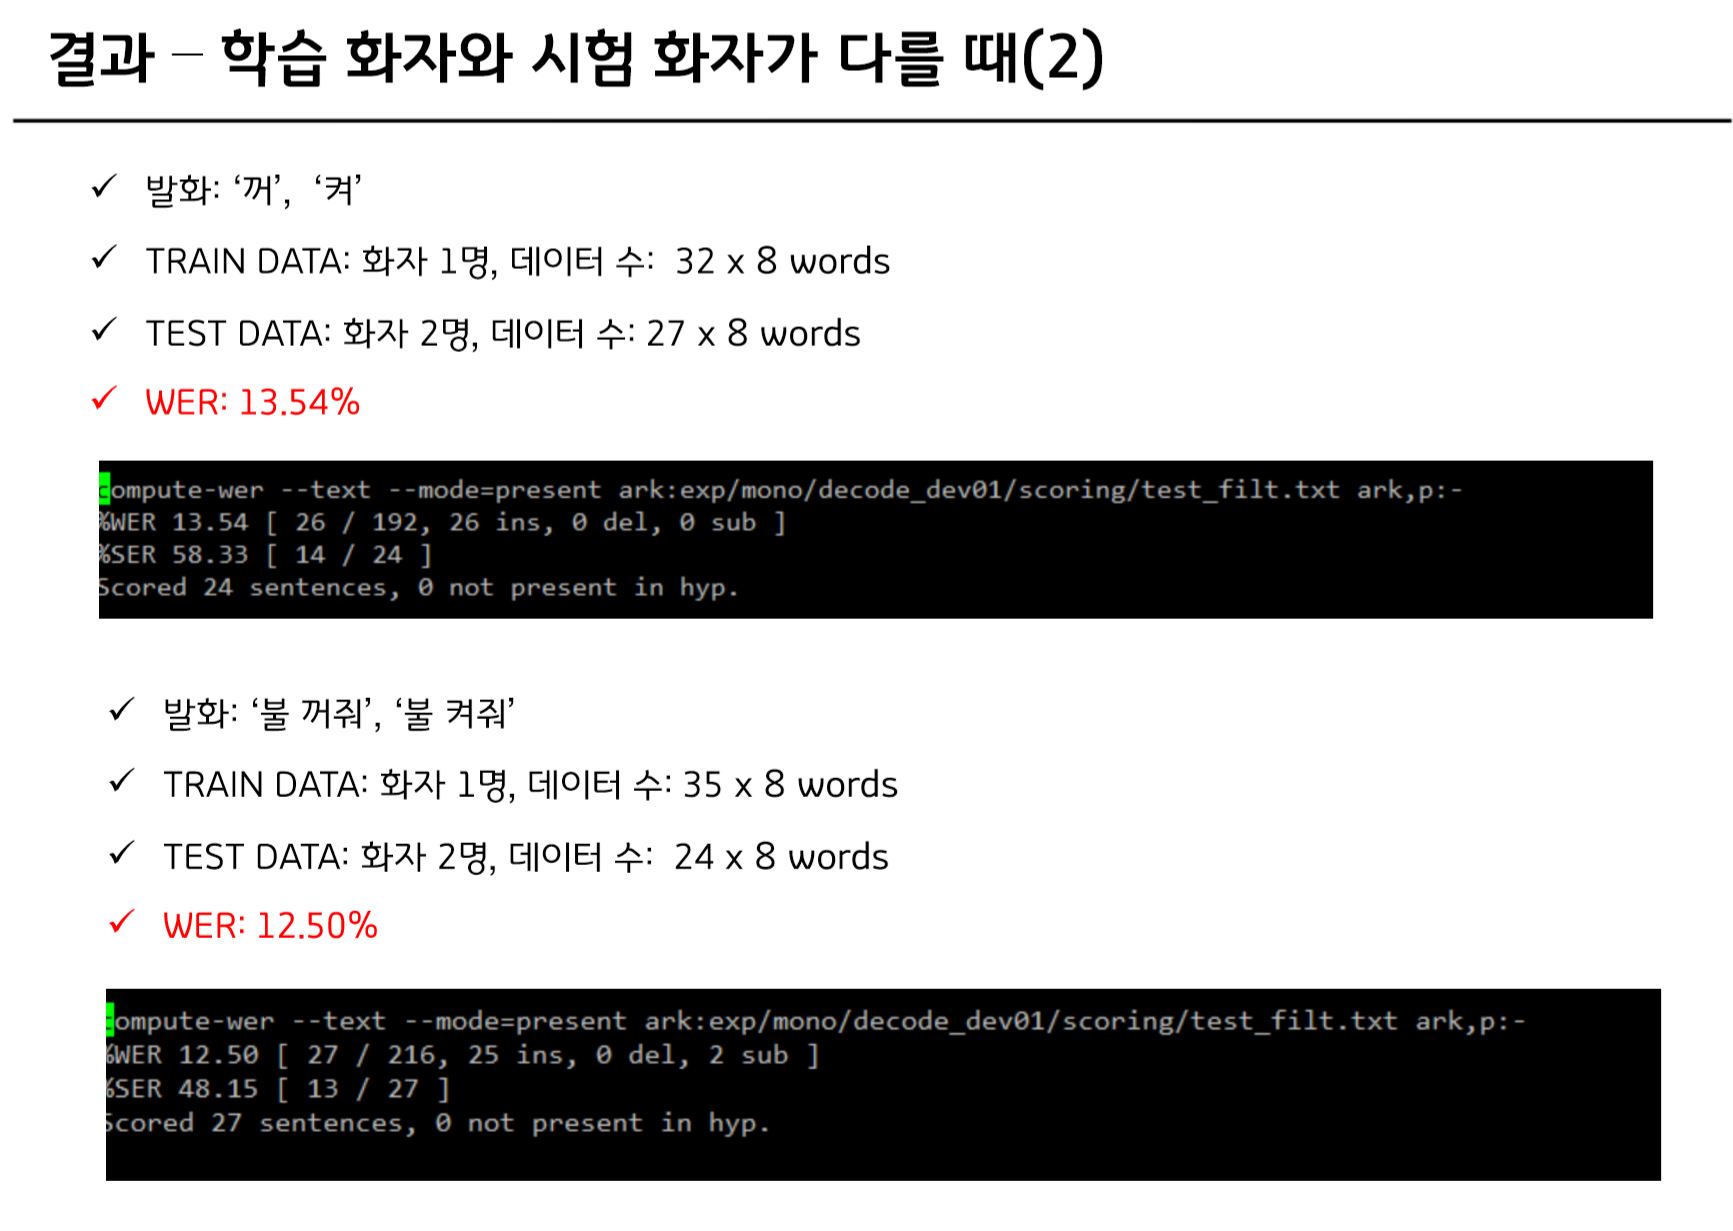 결과 – 학습 화자와 시험 화자가 다를 때(2)
✓ 발화: ‘꺼’, ‘켜’
✓ TRAIN DATA: 화자 1명, 데이터 수: 32 x 8 words
✓ TEST DATA: 화자 2명, 데이터 수: 27 x 8 words
✓ WER: 13.54%
compute-wer --text --mode=present ark:exp/mono/decode_dev01/scoring/test_filt.txt ark,p:-
%WER 13.54 [ 26 / 192, 26 ins, 0 del, 0 sub ]
%SER 58.33 [ 14 / 24 ]
Scored 24 sentences, 0 not present in hyp.
✓ 발화: ‘불 꺼줘’, ‘불 켜줘’
✓ TRAIN DATA: 화자 1명, 데이터 수: 35 x 8 words
✓ TEST DATA: 화자 2명, 데이터 수: 24 x 8 words
✓ WER: 12.50%
compute-wer --text --mode=present ark:exp/mono/decode_dev01/scoring/test_filt.txt ark,p:-
%WER 12.50 [ 27 / 216, 25 ins, 0 del, 2 sub ]
%SER 48.15 [ 13 / 27 ]
Scored 27 sentences, 0 not present in hyp.